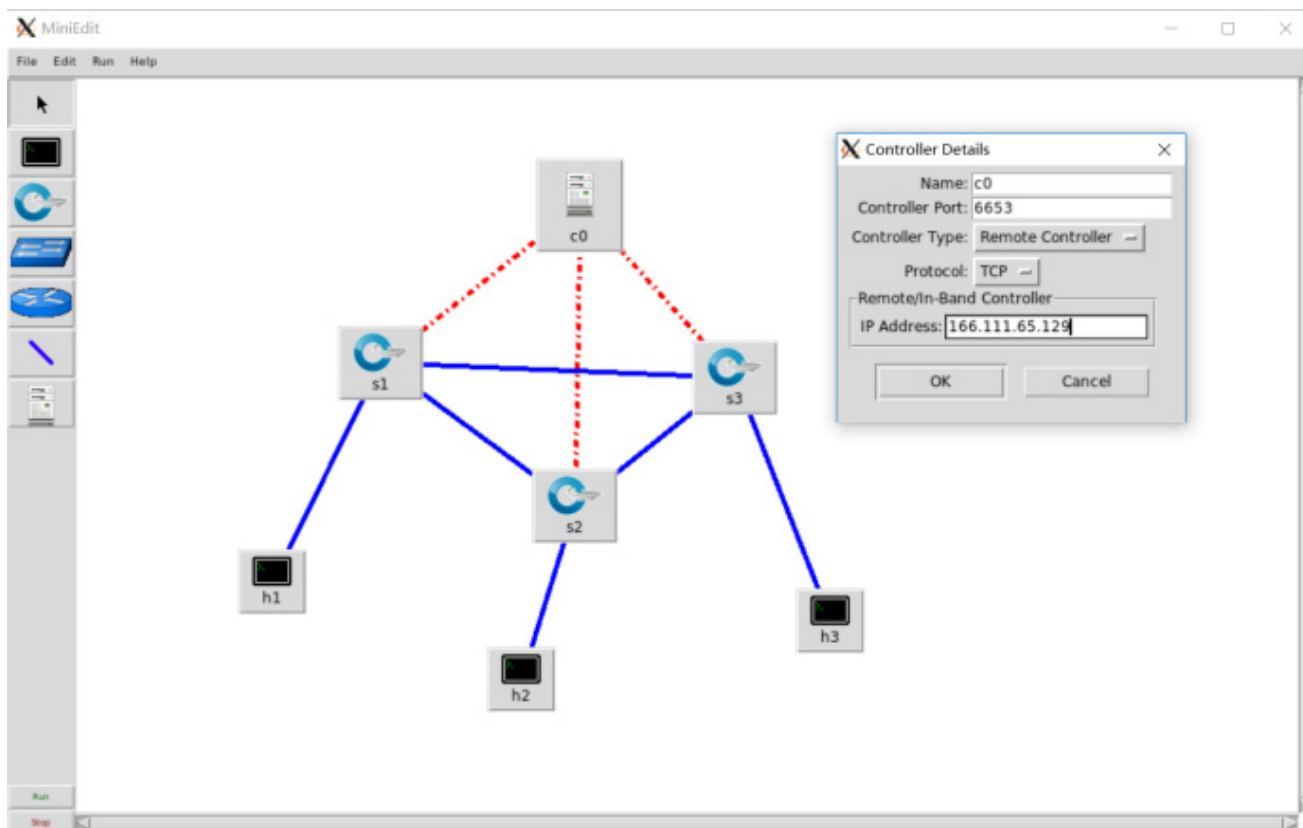 MiniEdit
File Edit Run Help
Controller Details
Name: c0
Controller Port: 6653
Controller Type: Remote Controller
Protocol: TCP
Remote/In-Band Controller
IP Address: 166.111.65.129
OK Cancel
c0
s1
s3
s2
h1
h3
h2
Run
Stop